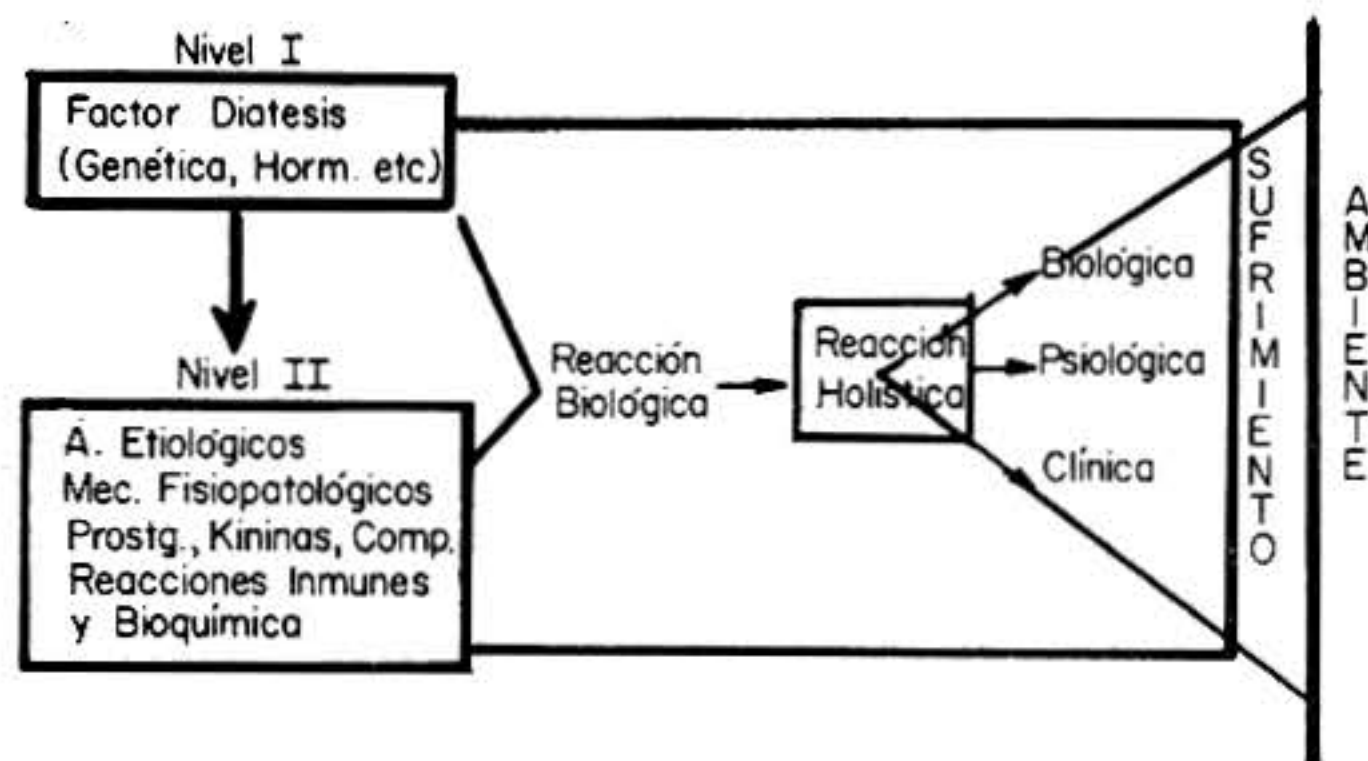 Nivel I
Factor Diatesis
(Genética, Horm. etc)
Nivel II
A. Etiológicos
Mec. Fisiopatológicos
Prostg., Kininas, Comp.
Reacciones Inmunes
y Bioquímica
Reacción
Biológica
Reacción
Holística
Biológica
Psiológica
Clínica
SUFRIMIENTO
AMBIENTE